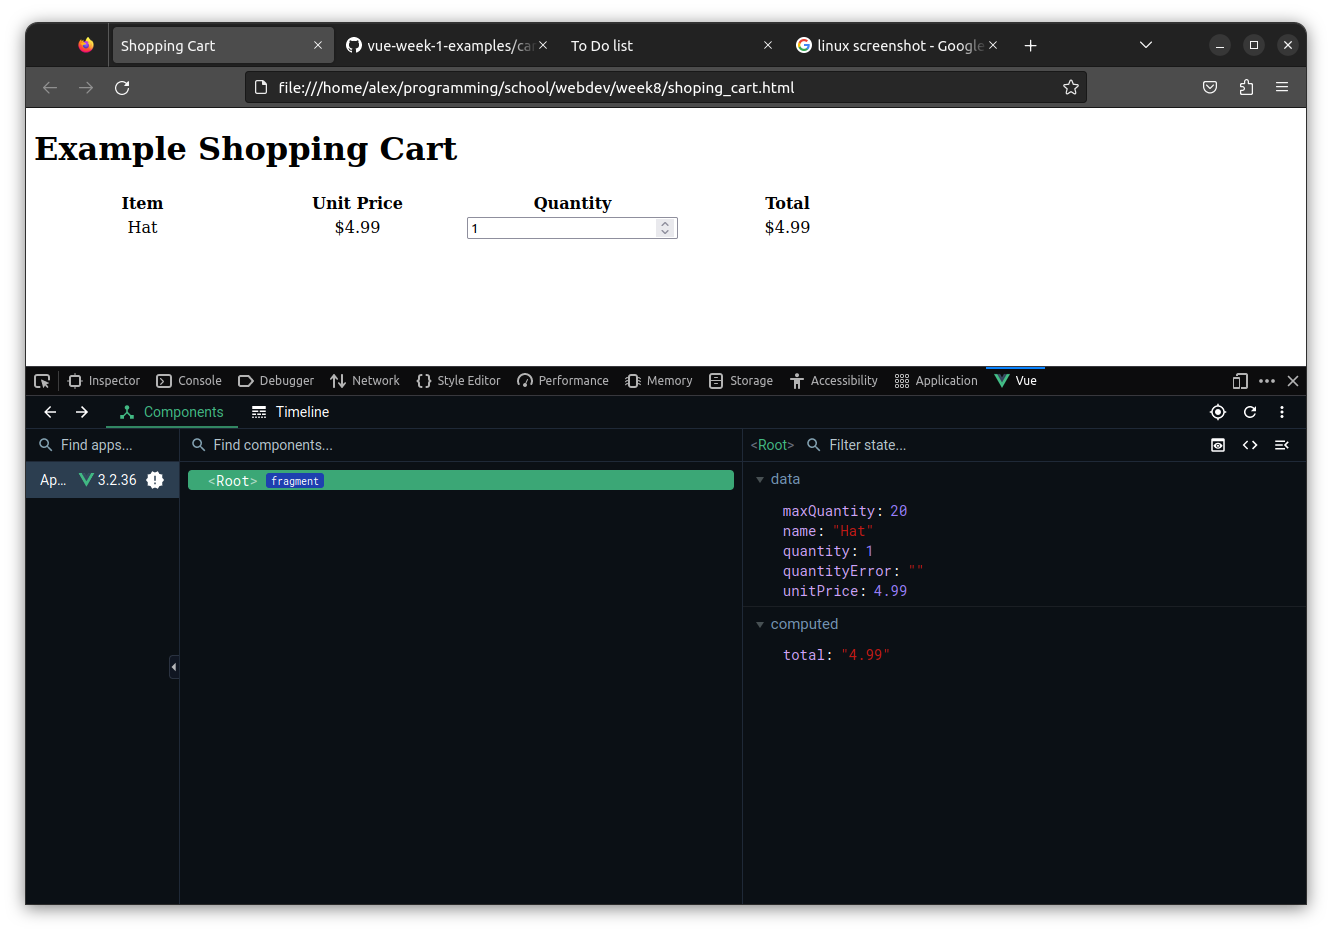 Shopping Cart
vue-week-1-examples/car
To Do list
linux screenshot - Google
file:///home/alex/programming/school/webdev/week8/shoping_cart.html
Example Shopping Cart
Item Unit Price Quantity Total
Hat $4.99 1 $4.99
Inspector Console Debugger Network Style Editor Performance Memory Storage Accessibility Application Vue
Components Timeline
Find apps... Find components... <Root> Filter state...
Ap... 3.2.36 <Root> fragment
data
maxQuantity: 20
name: "Hat"
quantity: 1
quantityError: ""
unitPrice: 4.99
computed
total: "4.99"